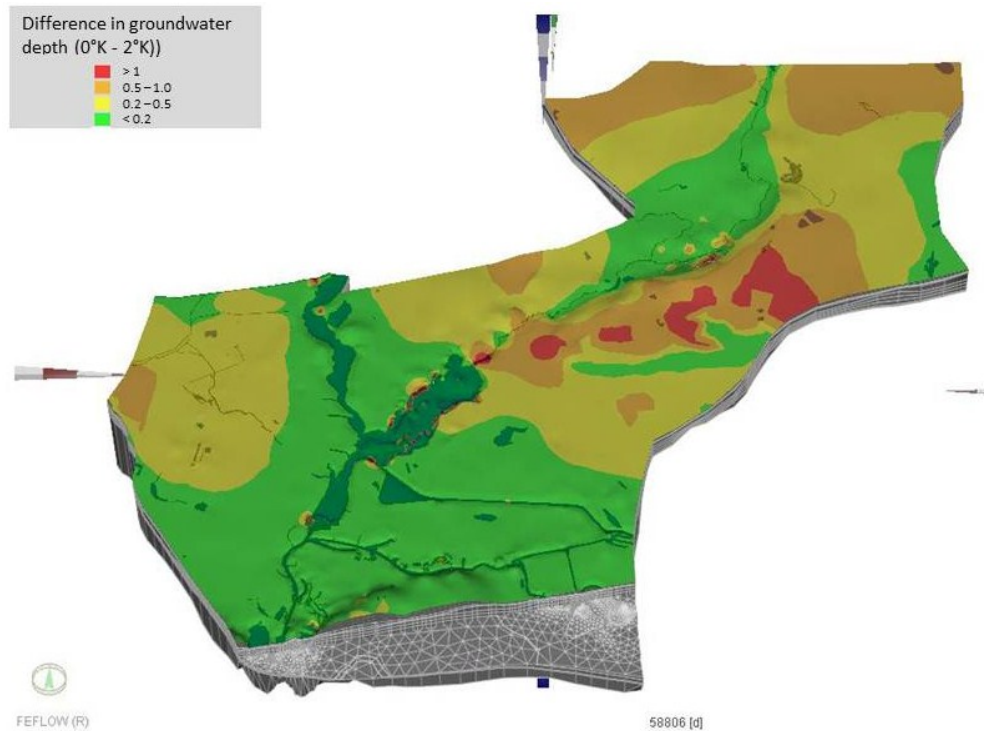 Difference in groundwater
depth (0°K - 2°K))
> 1
0.5 – 1.0
0.2 – 0.5
< 0.2
FEFLOW (R)
58806 [d]